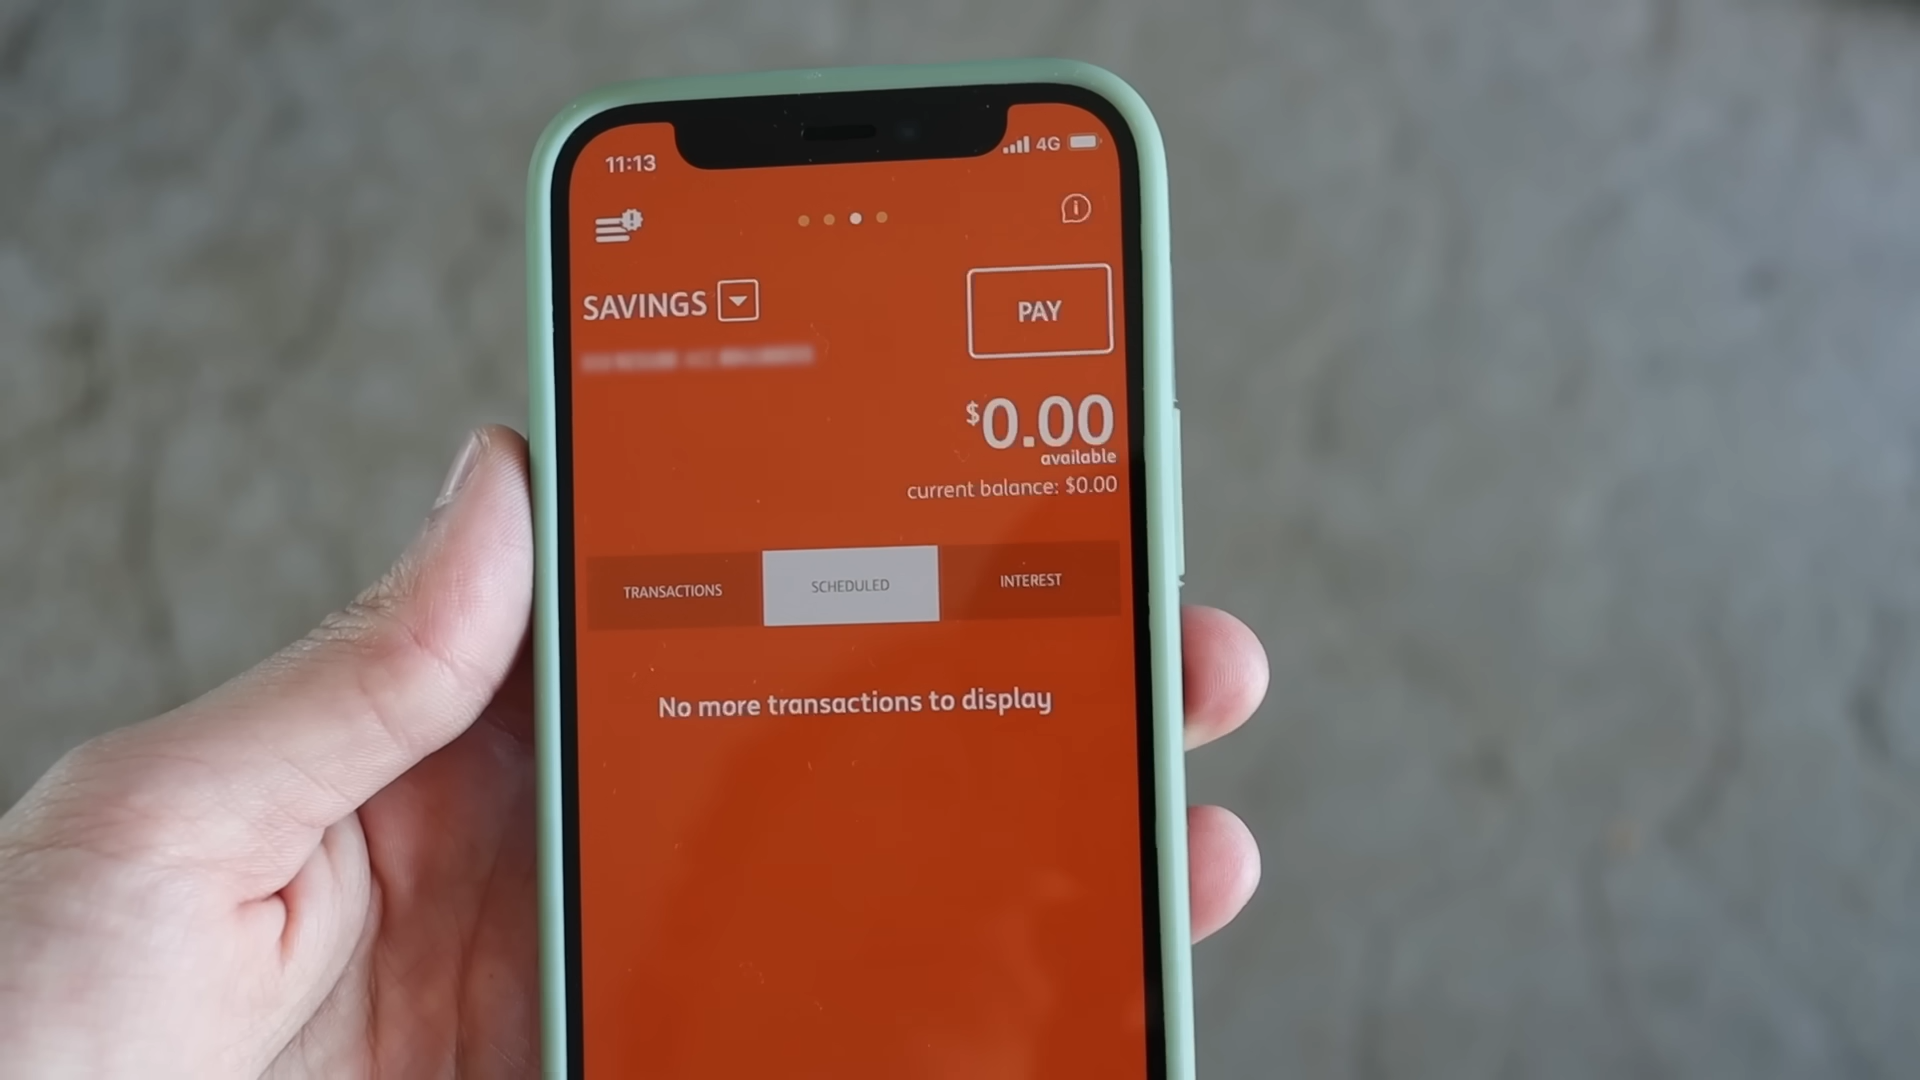 11:13
4G
SAVINGS
PAY
$0.00
available
current balance: $0.00
TRANSACTIONS
SCHEDULED
INTEREST
No more transactions to display